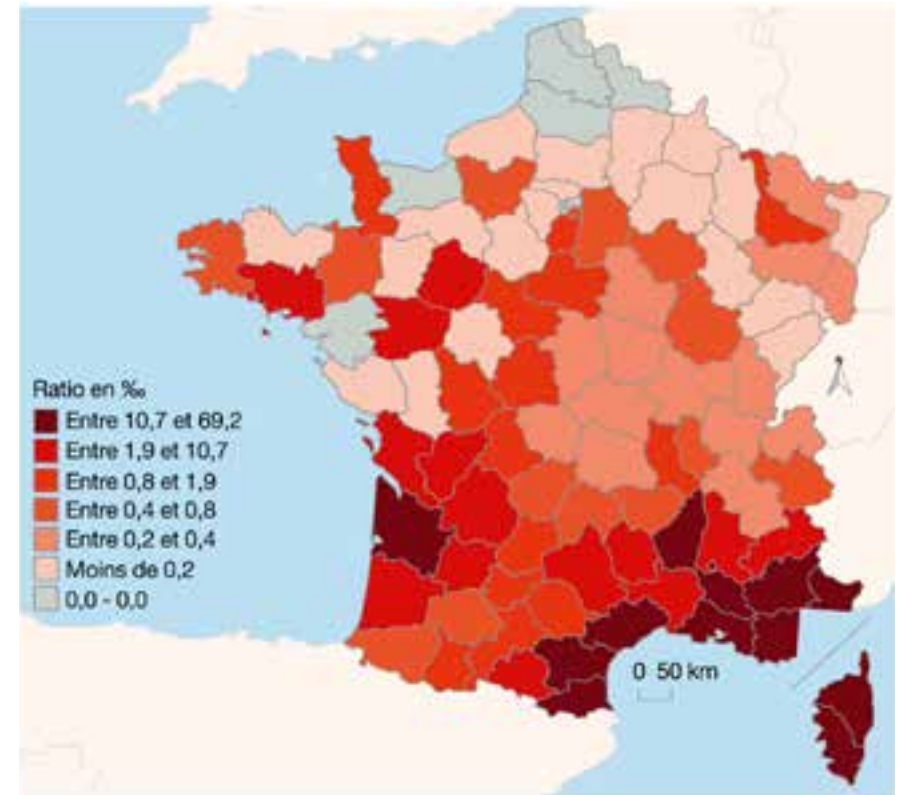 Ratio en ‰
Entre 10,7 et 69,2
Entre 1,9 et 10,7
Entre 0,8 et 1,9
Entre 0,4 et 0,8
Entre 0,2 et 0,4
Moins de 0,2
0,0 - 0,0
0 50 km